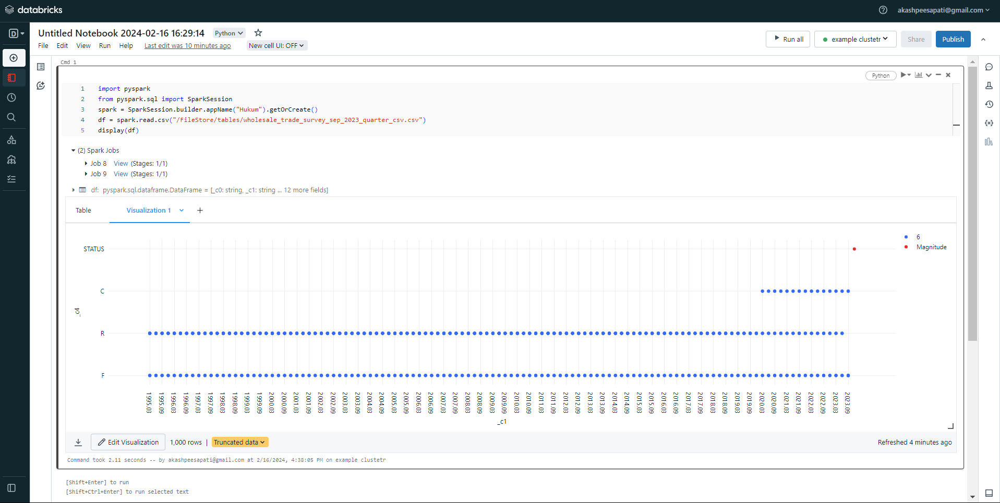 databricks
akashpeesapati@gmail.com
D
Untitled Notebook 2024-02-16 16:29:14 Python
File Edit View Run Help Last edit was 10 minutes ago New cell UI: OFF
Run all example clustetr Share Publish
Cmd 1
Python
1 import pyspark
2 from pyspark.sql import SparkSession
3 spark = SparkSession.builder.appName("Hukum").getOrCreate()
4 df = spark.read.csv("/FileStore/tables/wholesale_trade_survey_sep_2023_quarter_csv.csv")
5 display(df)
(2) Spark Jobs
Job 8 View (Stages: 1/1)
Job 9 View (Stages: 1/1)
df: pyspark.sql.dataframe.DataFrame = [_c0: string, _c1: string ... 12 more fields]
Table Visualization 1 +
6
Magnitude
STATUS
C
_c4
R
F
1995.03 1995.09 1996.03 1996.09 1997.03 1997.09 1998.03 1998.09 1999.03 1999.09 2000.03 2000.09 2001.03 2001.09 2002.03 2002.09 2003.03 2003.09 2004.03 2004.09 2005.03 2005.09 2006.03 2006.09 2007.03 2007.09 2008.03 2008.09 2009.03 2009.09 2010.03 2010.09 2011.03 2011.09 2012.03 2012.09 2013.03 2013.09 2014.03 2014.09 2015.03 2015.09 2016.03 2016.09 2017.03 2017.09 2018.03 2018.09 2019.03 2019.09 2020.03 2020.09 2021.03 2021.09 2022.03 2022.09 2023.03 2023.09
_c1
Edit Visualization 1,000 rows | Truncated data Refreshed 4 minutes ago
Command took 2.11 seconds -- by akashpeesapati@gmail.com at 2/16/2024, 4:38:05 PM on example clustetr
[Shift+Enter] to run
[Shift+Ctrl+Enter] to run selected text